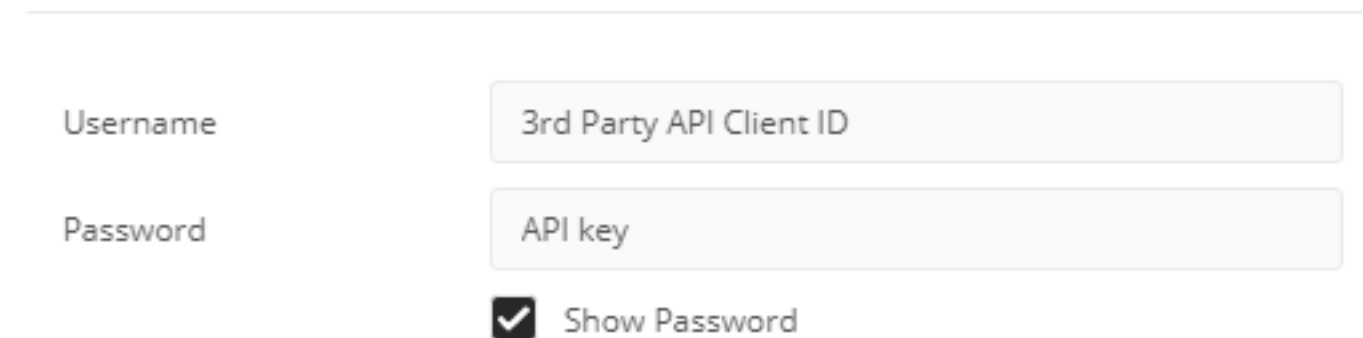 Username 3rd Party API Client ID
Password API key
Show Password